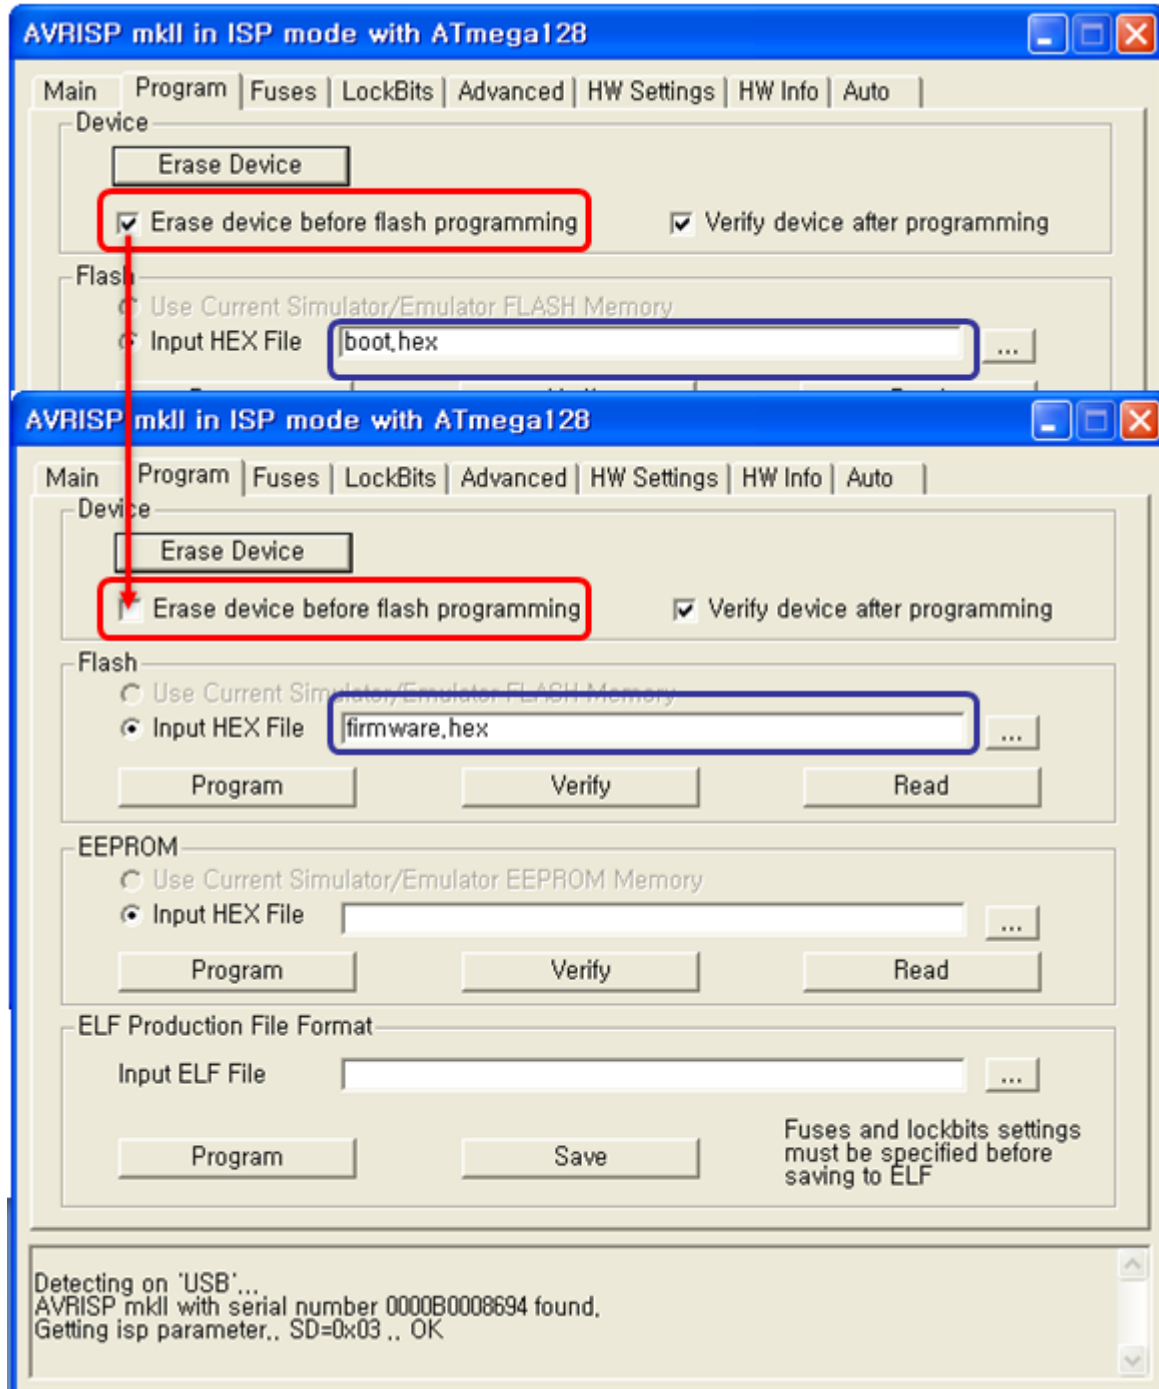 AVRISP mkII in ISP mode with ATmega128
Main Program Fuses LockBits Advanced HW Settings HW Info Auto
Device
Erase Device
Erase device before flash programming Verify device after programming
Flash
Use Current Simulator/Emulator FLASH Memory
Input HEX File boot.hex ...
AVRISP mkII in ISP mode with ATmega128
Main Program Fuses LockBits Advanced HW Settings HW Info Auto
Device
Erase Device
Erase device before flash programming Verify device after programming
Flash
Use Current Simulator/Emulator FLASH Memory
Input HEX File firmware.hex ...
Program Verify Read
EEPROM
Use Current Simulator/Emulator EEPROM Memory
Input HEX File ...
Program Verify Read
ELF Production File Format
Input ELF File ...
Program Save Fuses and lockbits settings
must be specified before
saving to ELF
Detecting on 'USB'...
AVRISP mkII with serial number 0000B0008694 found.
Getting isp parameter.. SD=0x03 .. OK